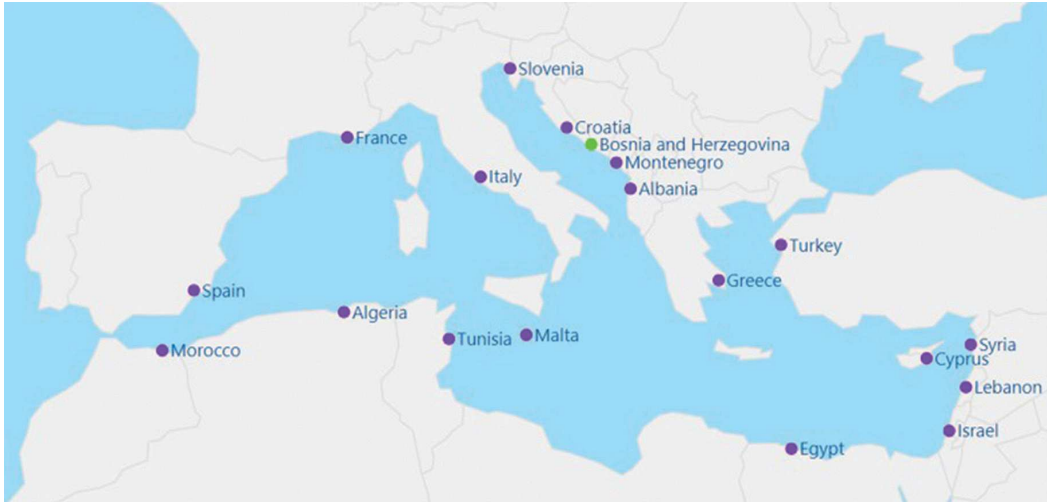 Slovenia
Croatia
France
Bosnia and Herzegovina
Montenegro
Italy
Albania
Turkey
Greece
Spain
Algeria
Malta
Tunisia
Syria
Morocco
Cyprus
Lebanon
Israel
Egypt